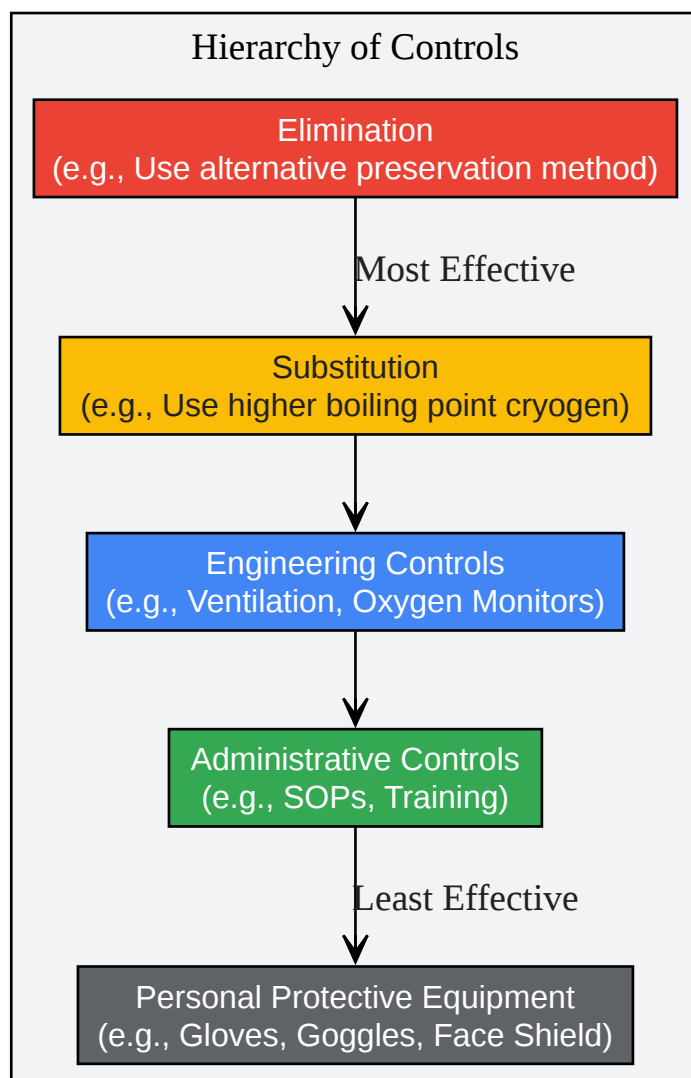 Hierarchy of Controls
Elimination
(e.g., Use alternative preservation method)
Most Effective
Substitution
(e.g., Use higher boiling point cryogen)
Engineering Controls
(e.g., Ventilation, Oxygen Monitors)
Administrative Controls
(e.g., SOPs, Training)
Least Effective
Personal Protective Equipment
(e.g., Gloves, Goggles, Face Shield)